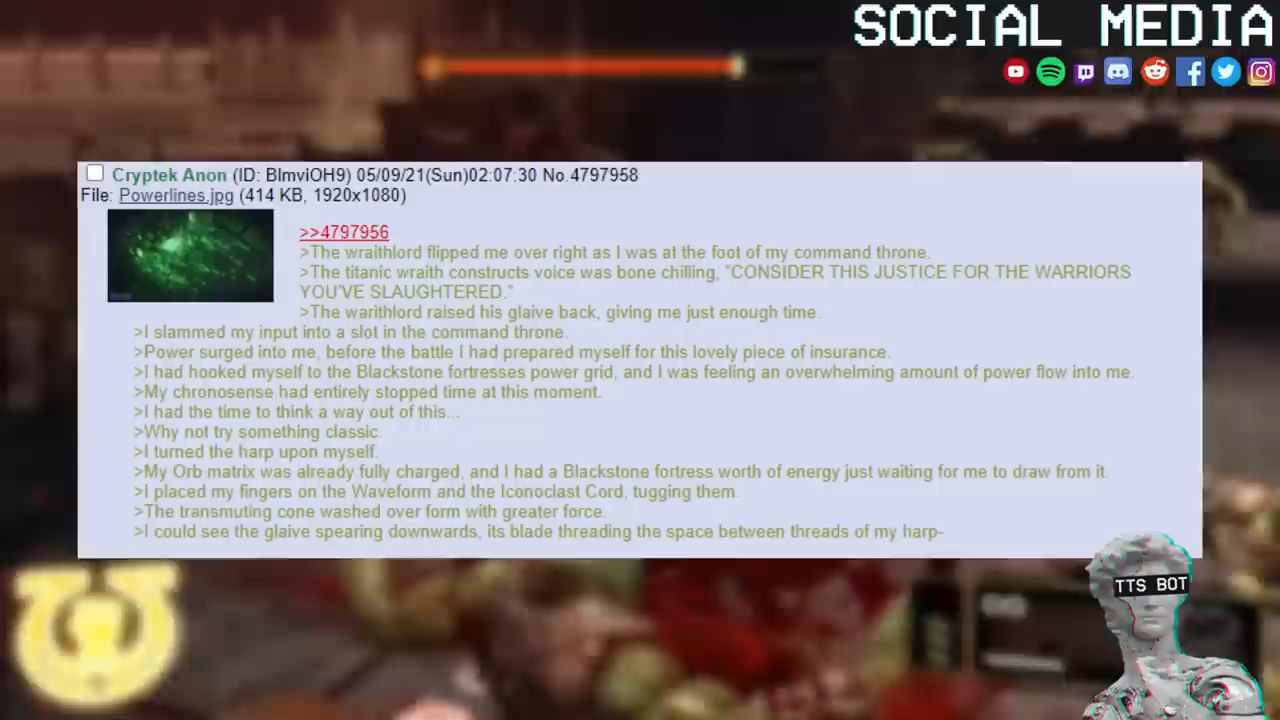 SOCIAL MEDIA
Cryptek Anon (ID: BlmviOH9) 05/09/21(Sun)02:07:30 No.4797958
File: Powerlines.jpg (414 KB, 1920x1080)
>>4797956
>The wraithlord flipped me over right as I was at the foot of my command throne.
>The titanic wraith constructs voice was bone chilling, "CONSIDER THIS JUSTICE FOR THE WARRIORS
YOU'VE SLAUGHTERED."
>The warithlord raised his glaive back, giving me just enough time.
>I slammed my input into a slot in the command throne.
>Power surged into me, before the battle I had prepared myself for this lovely piece of insurance.
>I had hooked myself to the Blackstone fortresses power grid, and I was feeling an overwhelming amount of power flow into me.
>My chronosense had entirely stopped time at this moment.
>I had the time to think a way out of this...
>Why not try something classic.
>I turned the harp upon myself.
>My Orb matrix was already fully charged, and I had a Blackstone fortress worth of energy just waiting for me to draw from it.
>I placed my fingers on the Waveform and the Iconoclast Cord, tugging them.
>The transmuting cone washed over form with greater force.
>I could see the glaive spearing downwards, its blade threading the space between threads of my harp-
TTS BOT